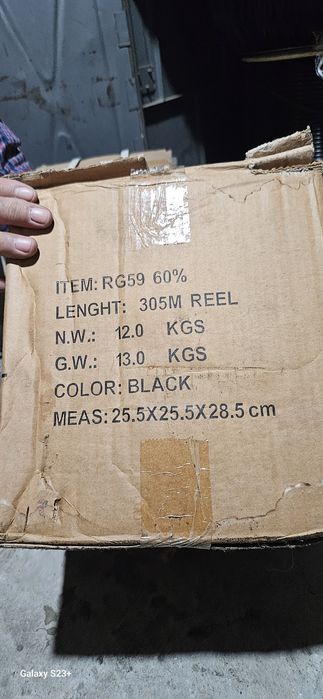 ITEM: RG59 60%
LENGHT: 305M REEL
N.W.: 12.0 KGS
G.W.: 13.0 KGS
COLOR: BLACK
MEAS: 25.5X25.5X28.5 cm
Galaxy S23+